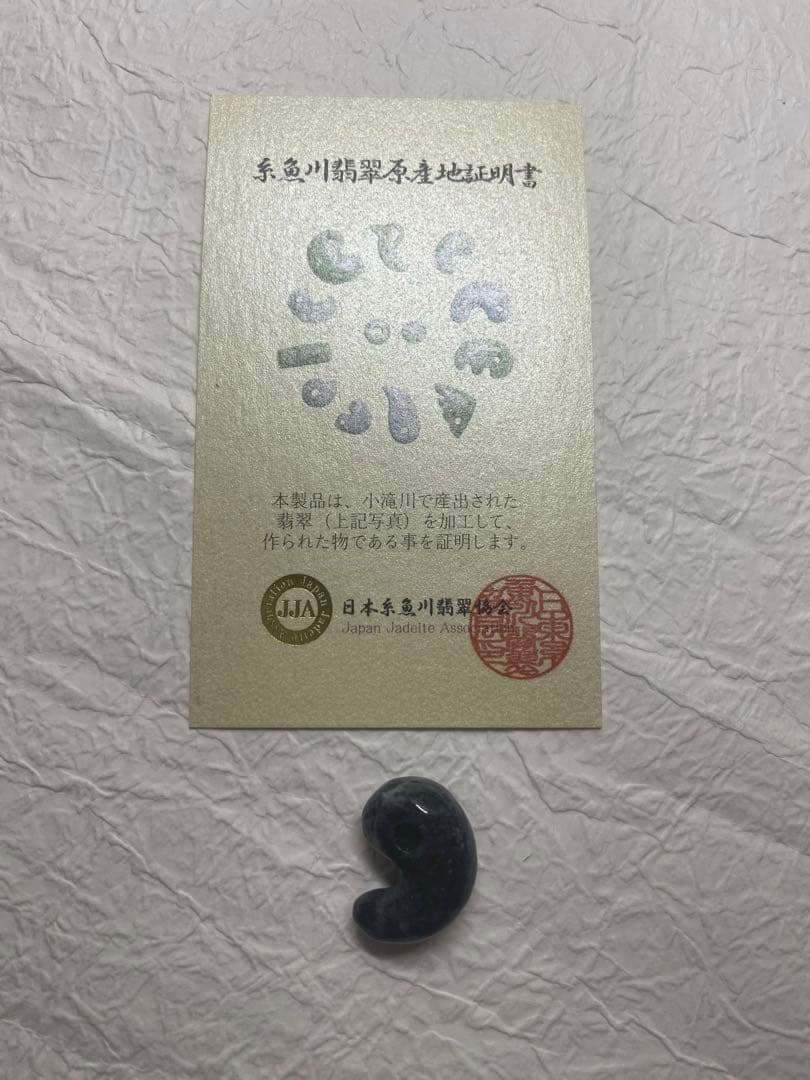 糸魚川翡翠原産地証明書
本製品は、小滝川で産出された
翡翠（上記写真）を加工して、
作られた物である事を証明します。
JJA
Japan Jadeite Association
日本糸魚川翡翠協会
Japan Jadeite Association